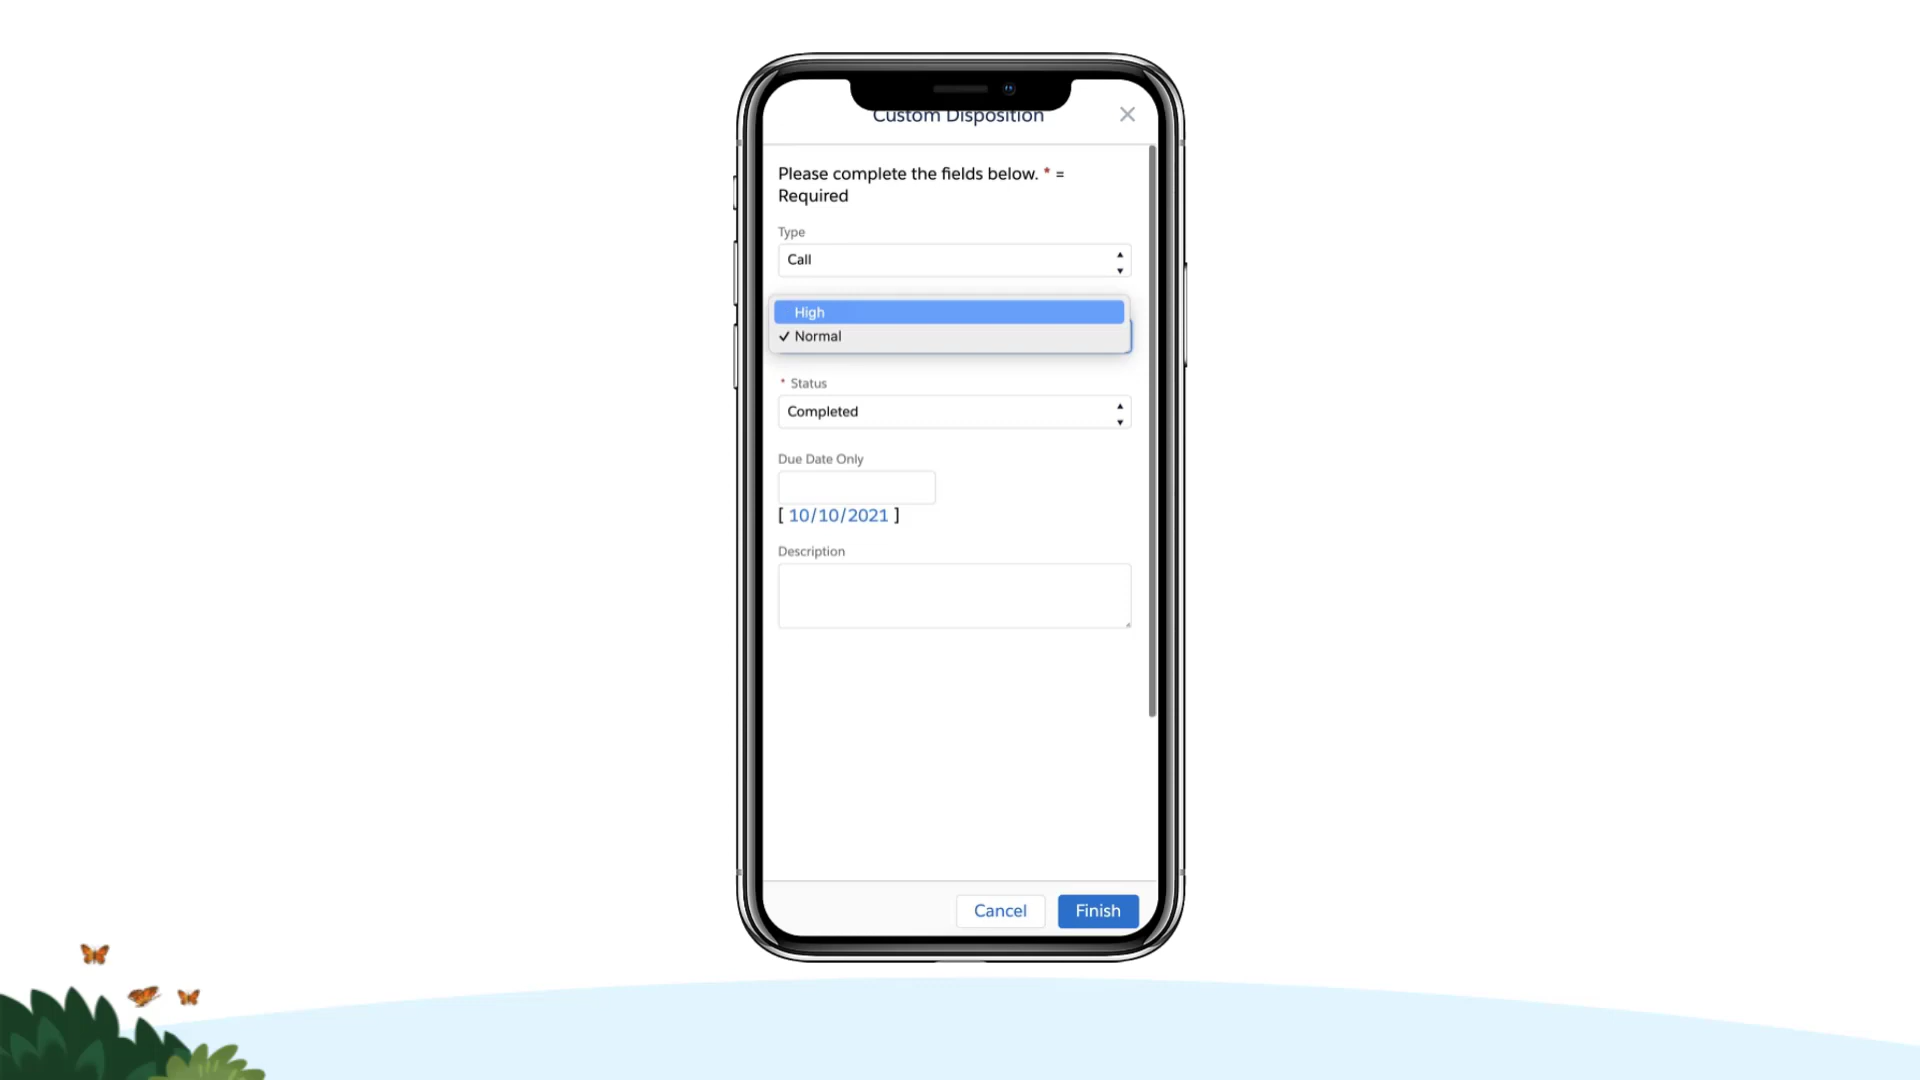 Custom Disposition
Please complete the fields below. * =
Required
Type
Call
High
✓ Normal
* Status
Completed
Due Date Only
[ 10/10/2021 ]
Description
Cancel
Finish